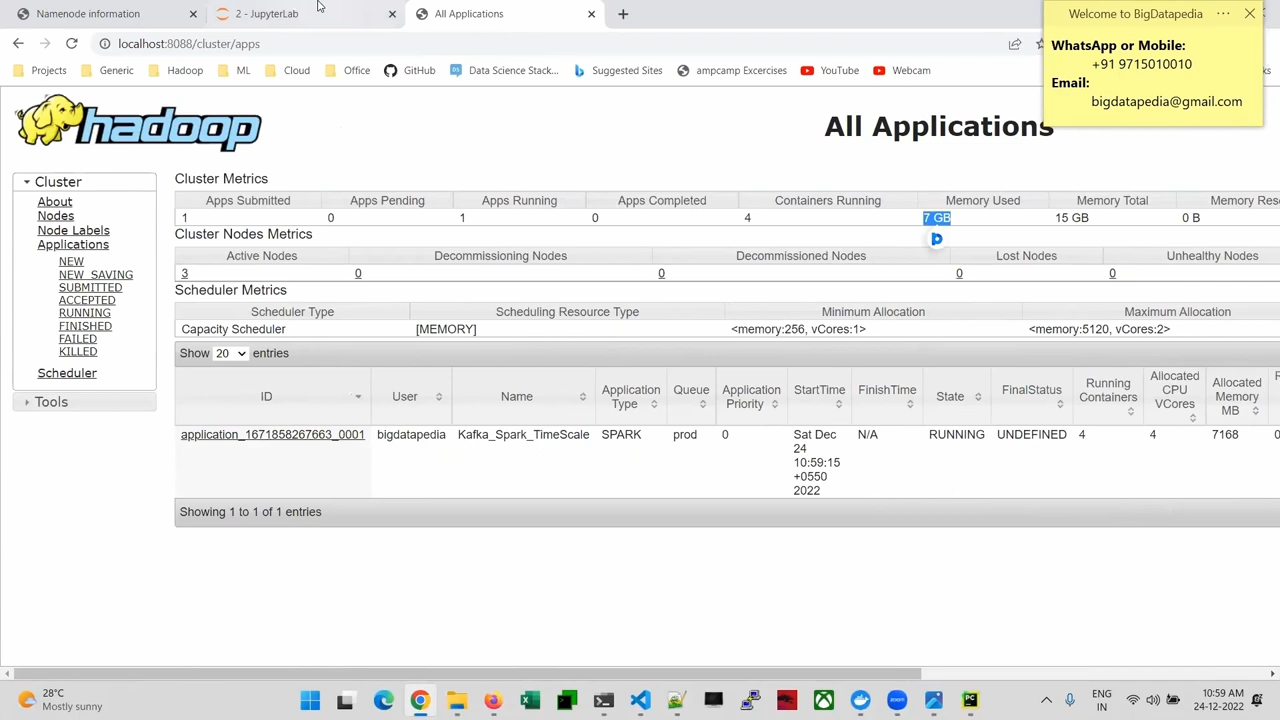 Namenode information
2 - JupyterLab
All Applications
Welcome to BigDatapedia
localhost:8088/cluster/apps
WhatsApp or Mobile:
+91 9715010010
Email:
bigdatapedia@gmail.com
Projects Generic Hadoop ML Cloud Office GitHub Data Science Stack... Suggested Sites ampcamp Excercises YouTube Webcam
hadoop
All Applications
Cluster
About
Nodes
Node Labels
Applications
NEW
NEW_SAVING
SUBMITTED
ACCEPTED
RUNNING
FINISHED
FAILED
KILLED
Scheduler
Tools
Cluster Metrics
Apps Submitted Apps Pending Apps Running Apps Completed Containers Running Memory Used Memory Total Memory Res
1 0 1 0 4 7 GB 15 GB 0 B
Cluster Nodes Metrics
Active Nodes Decommissioning Nodes Decommissioned Nodes Lost Nodes Unhealthy Nodes
3 0 0 0 0
Scheduler Metrics
Scheduler Type Scheduling Resource Type Minimum Allocation Maximum Allocation
Capacity Scheduler [MEMORY] <memory:256, vCores:1> <memory:5120, vCores:2>
Show 20 entries
ID User Name Application Type Queue Application Priority StartTime FinishTime State FinalStatus Running Containers Allocated CPU VCores Allocated Memory MB
application_1671858267663_0001 bigdatapedia Kafka_Spark_TimeScale SPARK prod 0 Sat Dec 24 10:59:15 +0550 2022 N/A RUNNING UNDEFINED 4 4 7168
Showing 1 to 1 of 1 entries
28°C
Mostly sunny
ENG
IN
10:59 AM
24-12-2022